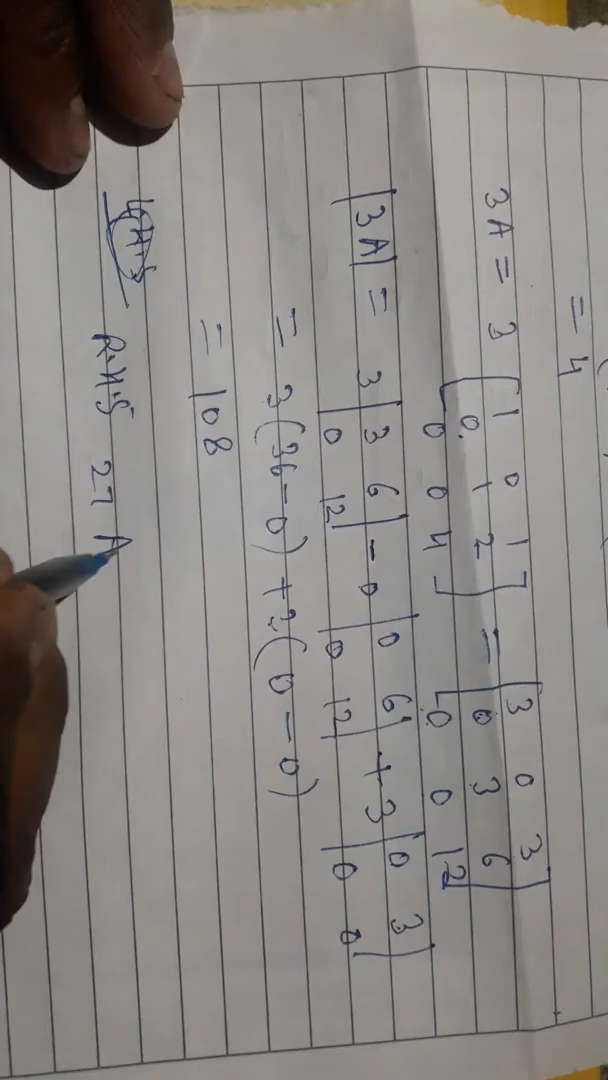 = 4
3A = 3 [1 0 1] = [3 0 3]
0 1 2 0 3 6
0 0 4 0 0 12
|3A| = 3 |3 6| - 0 |0 6| + 3 |0 3|
0 12 0 12 0 0
= 3(36-0) + 3(0-0)
= 108
R.H.S 27 A